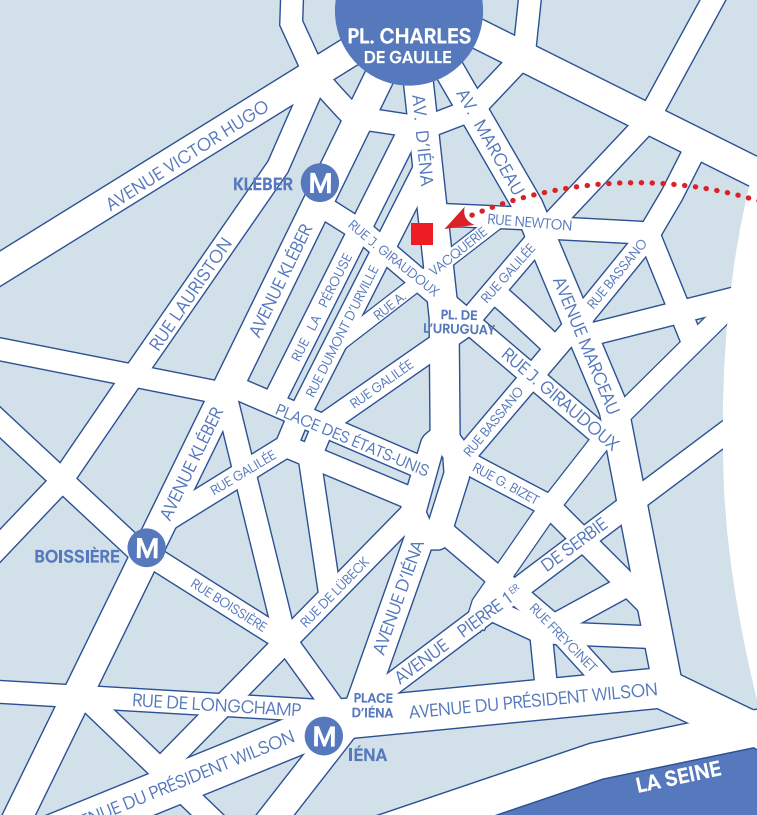 PL. CHARLES
DE GAULLE
AVENUE VICTOR HUGO
AV. D'IÉNA
AV. MARCEAU
KLÉBER
M
RUE NEWTON
RUE J. GIRAUDOUX
VACQUERIE
RUE A.
RUE LAURISTON
AVENUE KLÉBER
RUE LA PÉROUSE
RUE DUMONT D'URVILLE
RUE GALILÉE
RUE BASSANO
AVENUE MARCEAU
PL. DE
L'URUGUAY
RUE GALILÉE
RUE J. GIRAUDOUX
RUE BASSANO
PLACE DES ÉTATS-UNIS
AVENUE KLÉBER
RUE GALILÉE
RUE G. BIZET
BOISSIÈRE
M
RUE BOISSIÈRE
RUE DE LÜBECK
AVENUE D'IÉNA
AVENUE PIERRE 1ER
DE SERBIE
RUE FREYCINET
RUE DE LONGCHAMP
PLACE
D'IÉNA
AVENUE DU PRÉSIDENT WILSON
M
IÉNA
NUE DU PRÉSIDENT WILSON
LA SEINE